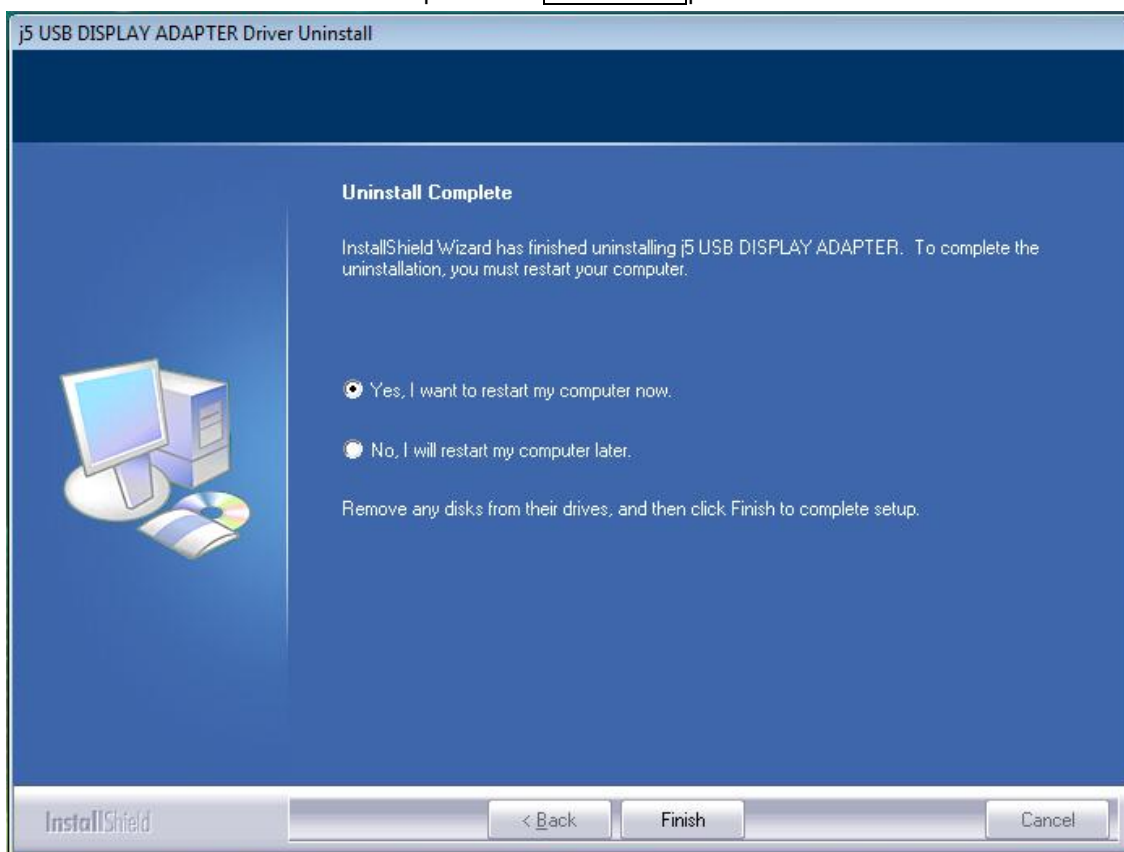 j5 USB DISPLAY ADAPTER Driver Uninstall
Uninstall Complete
InstallShield Wizard has finished uninstalling j5 USB DISPLAY ADAPTER. To complete the
uninstallation, you must restart your computer.
Yes, I want to restart my computer now.
No, I will restart my computer later.
Remove any disks from their drives, and then click Finish to complete setup.
InstallShield
< Back
Finish
Cancel